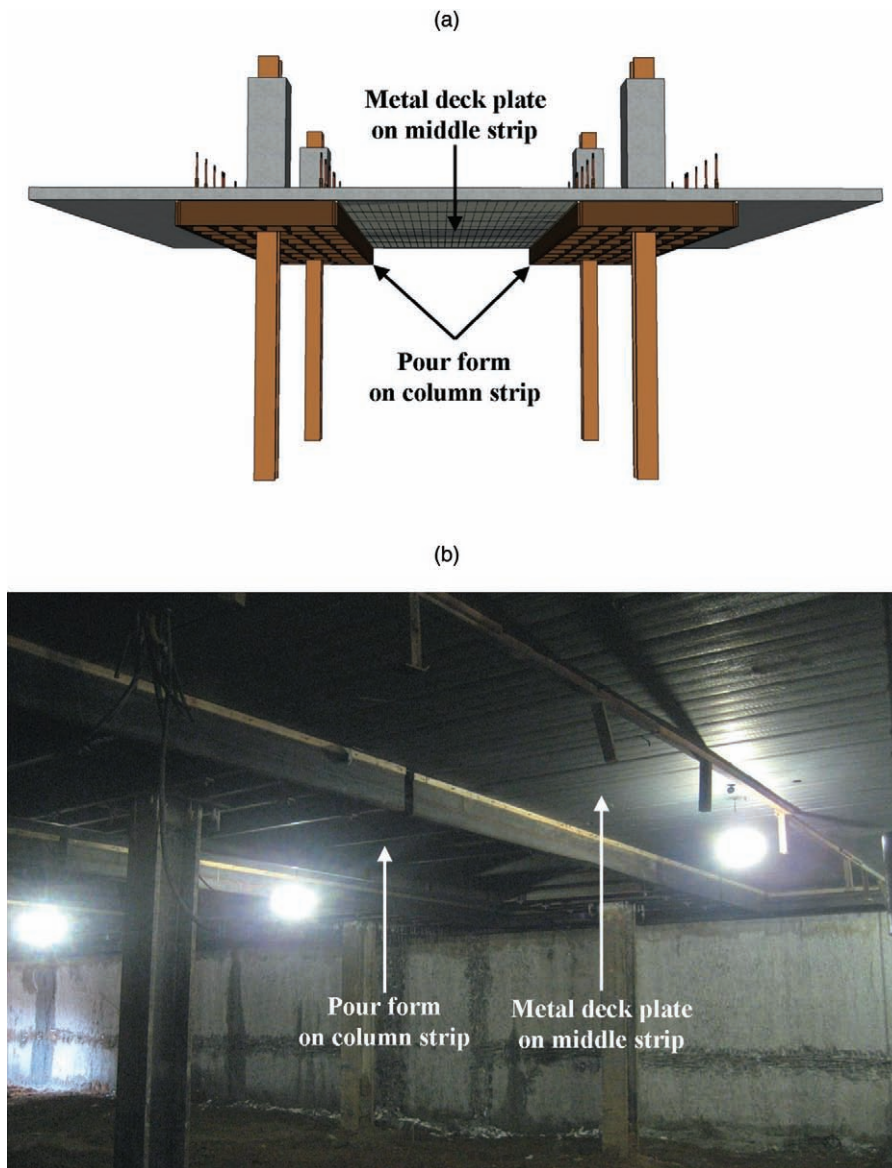 (a)
Metal deck plate
on middle strip
Pour form
on column strip
(b)
Pour form
on column strip
Metal deck plate
on middle strip